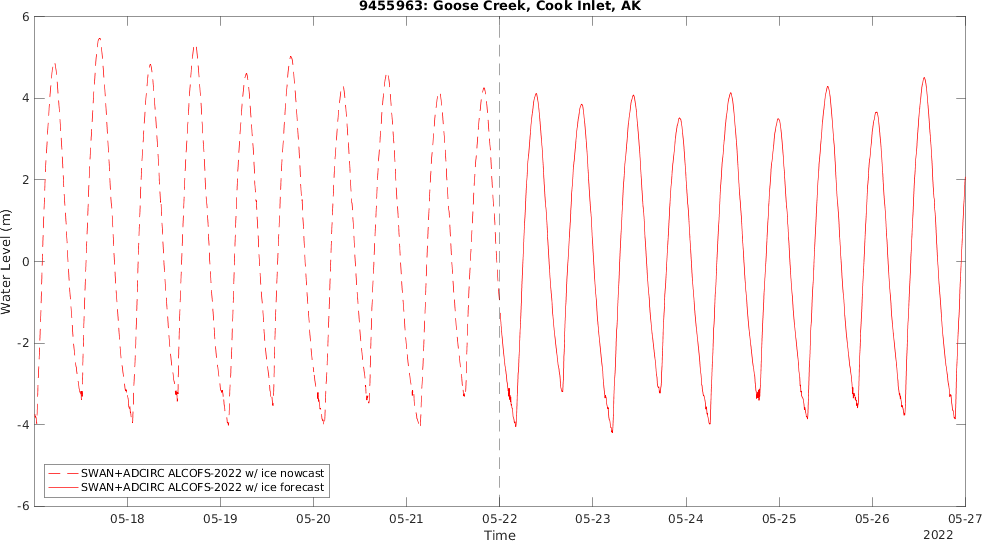 9455963: Goose Creek, Cook Inlet, AK
6
4
2
0
-2
-4
-6
Water Level (m)
SWAN+ADCIRC ALCOFS-2022 w/ ice nowcast
SWAN+ADCIRC ALCOFS-2022 w/ ice forecast
05-18 05-19 05-20 05-21 05-22 05-23 05-24 05-25 05-26 05-27
Time
2022